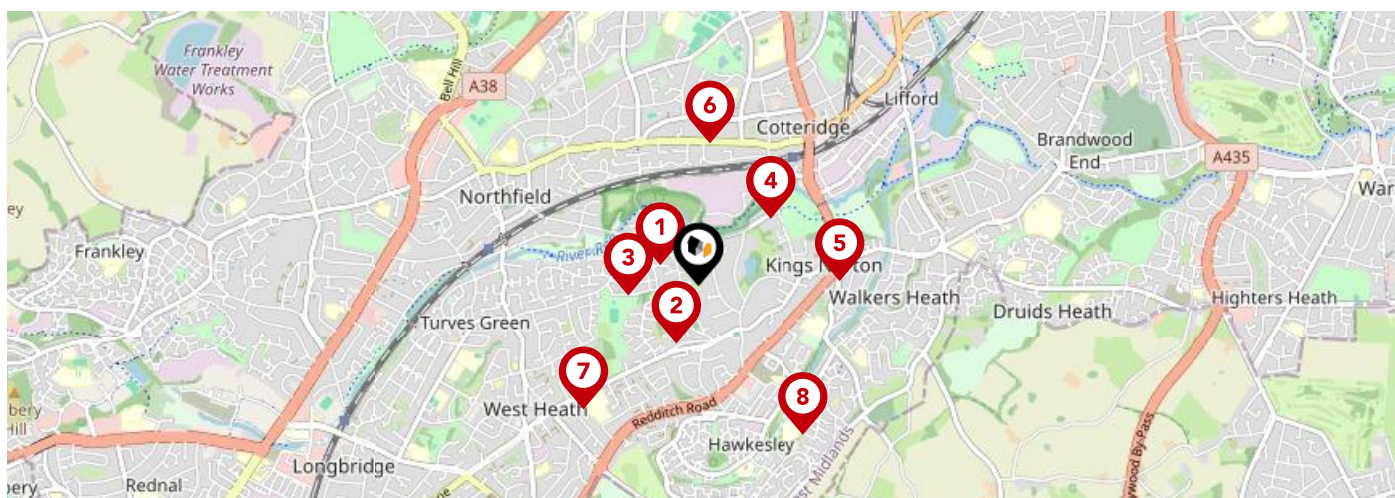 Frankley
Water Treatment
Works
Bell Hill
A38
6
Lifford
Cotteridge
Brandwood
End
A435
4
Northfield
ey
1
5
3
Frankley
Kings N
rton
2
Walkers Heath
Highters Heath
Druids Heath
Turves Green
7
8
West Heath
Redditch Road
Hawkesley
Longbridge
Rednal